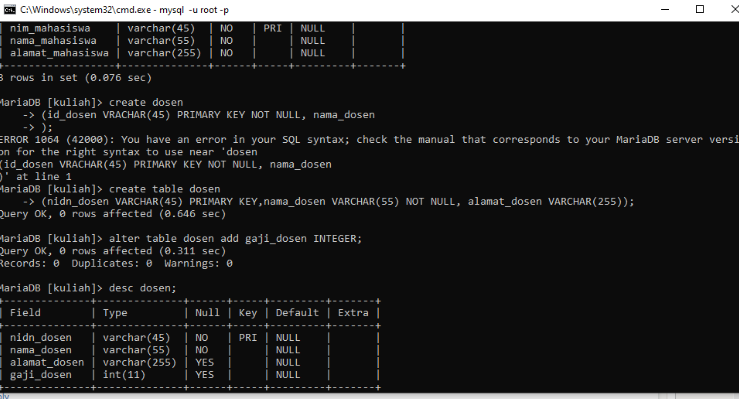 C:\Windows\system32\cmd.exe - mysql -u root -p
| nim_mahasiswa | varchar(45) | NO | PRI | NULL | |
| nama_mahasiswa | varchar(55) | NO | | NULL | |
| alamat_mahasiswa | varchar(255) | NO | | NULL | |
+------------------+--------------+------+-----+---------+-------+
3 rows in set (0.076 sec)
MariaDB [kuliah]> create dosen
-> (id_dosen VRACHAR(45) PRIMARY KEY NOT NULL, nama_dosen
-> );
ERROR 1064 (42000): You have an error in your SQL syntax; check the manual that corresponds to your MariaDB server versi
on for the right syntax to use near 'dosen
(id_dosen VRACHAR(45) PRIMARY KEY NOT NULL, nama_dosen
)' at line 1
MariaDB [kuliah]> create table dosen
-> (nidn_dosen VARCHAR(45) PRIMARY KEY,nama_dosen VARCHAR(55) NOT NULL, alamat_dosen VARCHAR(255));
Query OK, 0 rows affected (0.646 sec)
MariaDB [kuliah]> alter table dosen add gaji_dosen INTEGER;
Query OK, 0 rows affected (0.311 sec)
Records: 0 Duplicates: 0 Warnings: 0
MariaDB [kuliah]> desc dosen;
+--------------+--------------+------+-----+---------+-------+
| Field | Type | Null | Key | Default | Extra |
+--------------+--------------+------+-----+---------+-------+
| nidn_dosen | varchar(45) | NO | PRI | NULL | |
| nama_dosen | varchar(55) | NO | | NULL | |
| alamat_dosen | varchar(255) | YES | | NULL | |
| gaji_dosen | int(11) | YES | | NULL | |
+--------------+--------------+------+-----+---------+-------+